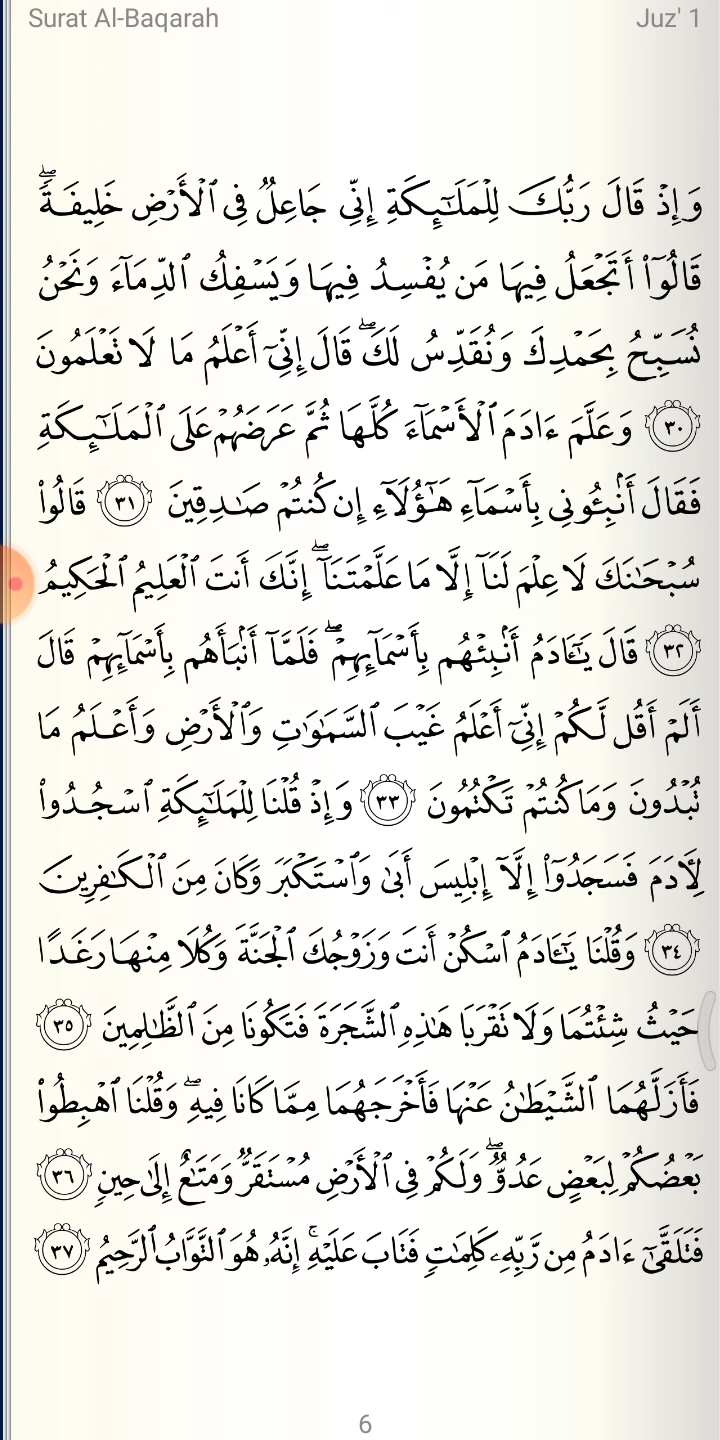 Surat Al-Baqarah Juz' 1
وَإِذْ قَالَ رَبُّكَ لِلْمَلَـٰٓئِكَةِ إِنِّى جَاعِلٌ فِى ٱلْأَرْضِ خَلِيفَةً ۖ
قَالُوٓا۟ أَتَجْعَلُ فِيهَا مَن يُفْسِدُ فِيهَا وَيَسْفِكُ ٱلدِّمَآءَ وَنَحْنُ
نُسَبِّحُ بِحَمْدِكَ وَنُقَدِّسُ لَكَ ۖ قَالَ إِنِّىٓ أَعْلَمُ مَا لَا تَعْلَمُونَ
٣٠ وَعَلَّمَ ءَادَمَ ٱلْأَسْمَآءَ كُلَّهَا ثُمَّ عَرَضَهُمْ عَلَى ٱلْمَلَـٰٓئِكَةِ
فَقَالَ أَنۢبِـُٔونِى بِأَسْمَآءِ هَـٰٓؤُلَآءِ إِن كُنتُمْ صَـٰدِقِينَ ٣١ قَالُوا۟
سُبْحَـٰنَكَ لَا عِلْمَ لَنَآ إِلَّا مَا عَلَّمْتَنَآ ۖ إِنَّكَ أَنتَ ٱلْعَلِيمُ ٱلْحَكِيمُ
٣٢ قَالَ يَـٰٓـَٔادَمُ أَنۢبِئْهُم بِأَسْمَآئِهِمْ ۖ فَلَمَّآ أَنۢبَأَهُم بِأَسْمَآئِهِمْ قَالَ
أَلَمْ أَقُل لَّكُمْ إِنِّىٓ أَعْلَمُ غَيْبَ ٱلسَّمَـٰوَٰتِ وَٱلْأَرْضِ وَأَعْلَمُ مَا
تُبْدُونَ وَمَا كُنتُمْ تَكْتُمُونَ ٣٣ وَإِذْ قُلْنَا لِلْمَلَـٰٓئِكَةِ ٱسْجُدُوا۟
لِـَٔادَمَ فَسَجَدُوٓا۟ إِلَّآ إِبْلِيسَ أَبَىٰ وَٱسْتَكْبَرَ وَكَانَ مِنَ ٱلْكَـٰفِرِينَ
٣٤ وَقُلْنَا يَـٰٓـَٔادَمُ ٱسْكُنْ أَنتَ وَزَوْجُكَ ٱلْجَنَّةَ وَكُلَا مِنْهَا رَغَدًا
حَيْثُ شِئْتُمَا وَلَا تَقْرَبَا هَـٰذِهِ ٱلشَّجَرَةَ فَتَكُونَا مِنَ ٱلظَّـٰلِمِينَ ٣٥
فَأَزَلَّهُمَا ٱلشَّيْطَـٰنُ عَنْهَا فَأَخْرَجَهُمَا مِمَّا كَانَا فِيهِ ۖ وَقُلْنَا ٱهْبِطُوا۟
بَعْضُكُمْ لِبَعْضٍ عَدُوٌّ ۖ وَلَكُمْ فِى ٱلْأَرْضِ مُسْتَقَرٌّ وَمَتَـٰعٌ إِلَىٰ حِينٍ ٣٦
فَتَلَقَّىٰٓ ءَادَمُ مِن رَّبِّهِۦ كَلِمَـٰتٍ فَتَابَ عَلَيْهِ ۚ إِنَّهُۥ هُوَ ٱلتَّوَّابُ ٱلرَّحِيمُ ٣٧
6